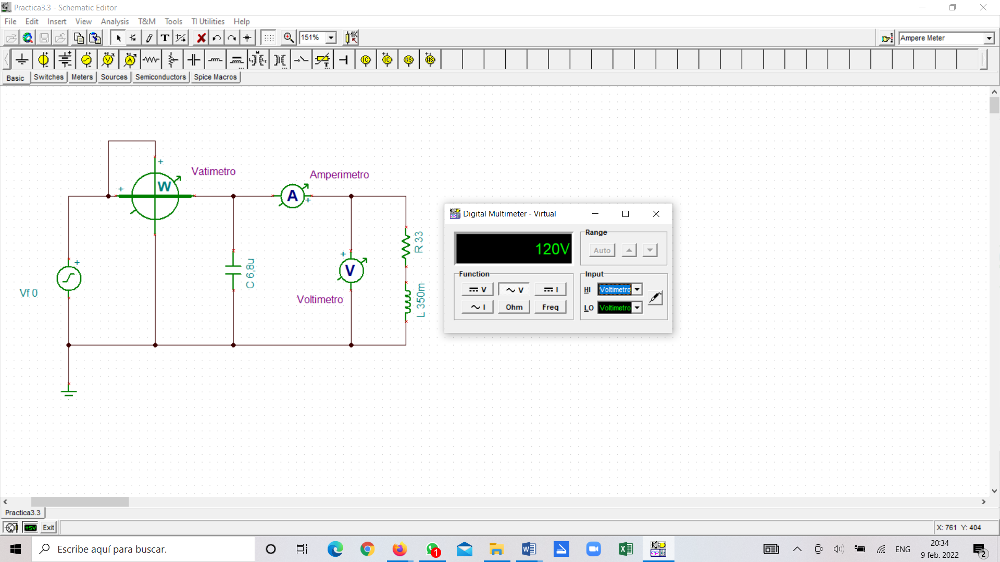 Practica3.3 - Schematic Editor
File Edit Insert View Analysis T&M Tools TI Utilities Help
151%
1K
Ampere Meter
Basic Switches Meters Sources Semiconductors Spice Macros
Vatimetro
Amperimetro
W
A
R 33
C 6,8u
V
L 350m
Vf 0
Voltimetro
Digital Multimeter - Virtual
120V
Range
Auto
Function
V
V
I
I
Ohm
Freq
Input
HI Voltimetro
LO Voltimetro
Practica3.3
+5V Exit
X: 761 Y: 404
Escribe aquí para buscar.
1
ENG
20:34
9 feb. 2022
2